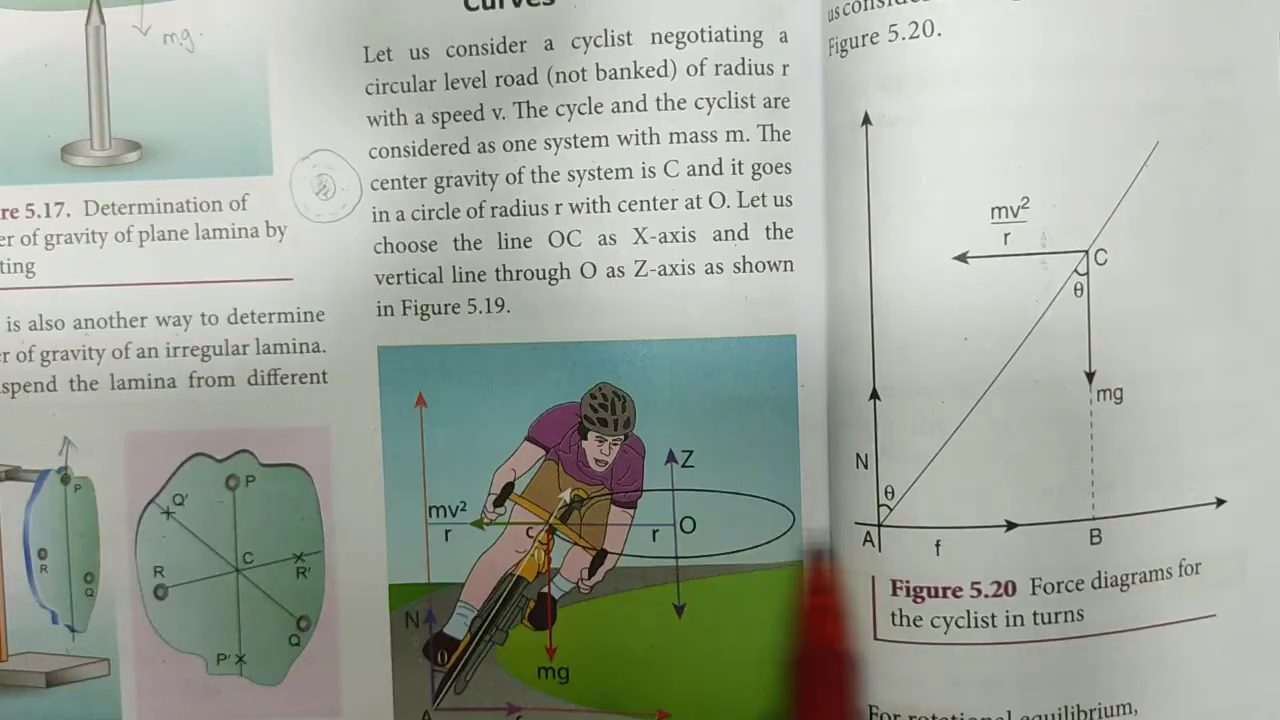 mg.
re 5.17. Determination of
er of gravity of plane lamina by
ting
is also another way to determine
er of gravity of an irregular lamina.
spend the lamina from different
P
R
Q
Q'
P
C
R
R'
Q
P'
Curves
Let us consider a cyclist negotiating a
circular level road (not banked) of radius r
with a speed v. The cycle and the cyclist are
considered as one system with mass m. The
center gravity of the system is C and it goes
in a circle of radius r with center at O. Let us
choose the line OC as X-axis and the
vertical line through O as Z-axis as shown
in Figure 5.19.
Z
mv²
r
C
r
O
θ
N
θ
mg
A
f
us consi
Figure 5.20.
mv²
r
C
θ
mg
N
θ
A
f
B
Figure 5.20 Force diagrams for
the cyclist in turns
For rotational equilibrium,